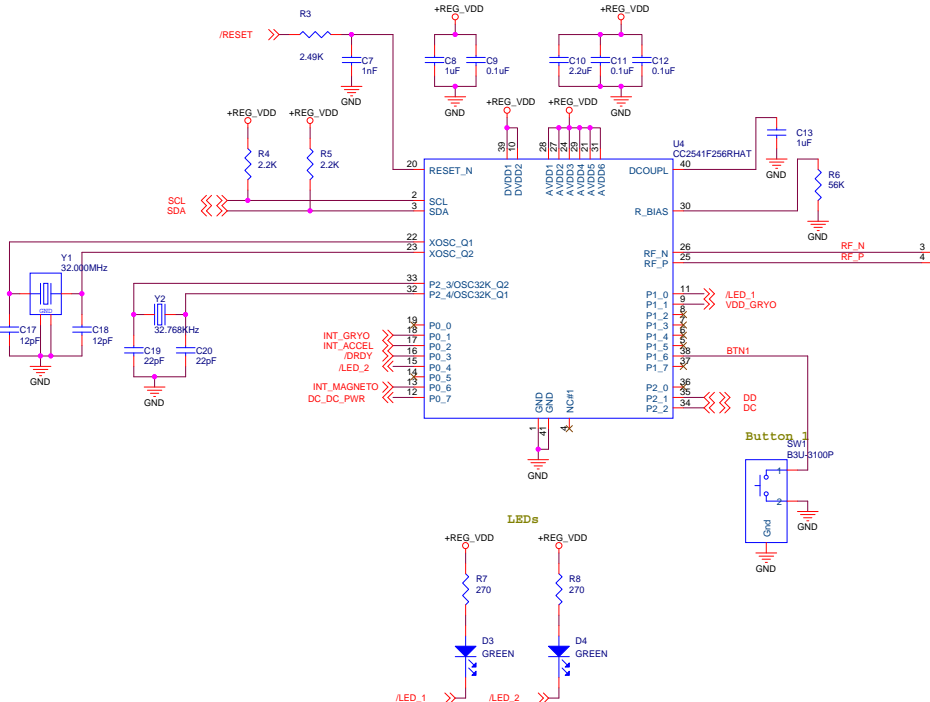 R3
/RESET
2.49K
C7
1nF
GND
+REG_VDD
C8
1uF
C9
0.1uF
GND
+REG_VDD
C10
2.2uF
C11
0.1uF
C12
0.1uF
GND
+REG_VDD
R4
2.2K
+REG_VDD
R5
2.2K
+REG_VDD
+REG_VDD
39
10
28
27
24
29
21
31
U4
CC2541F256RHAT
C13
1uF
GND
DVDD1
DVDD2
AVDD1
AVDD2
AVDD3
AVDD4
AVDD5
AVDD6
20
RESET_N
DCOUPL
40
R6
56K
GND
SCL
2
SCL
SDA
3
SDA
R_BIAS
30
22
XOSC_Q1
23
XOSC_Q2
RF_N
26
RF_N
3
RF_P
25
RF_P
4
Y1
32.000MHz
GND
C17
12pF
C18
12pF
GND
33
P2_3/OSC32K_Q2
32
P2_4/OSC32K_Q1
Y2
32.768KHz
C19
22pF
C20
22pF
GND
19
P0_0
INT_GRYO
18
P0_1
INT_ACCEL
17
P0_2
/DRDY
16
P0_3
/LED_2
15
P0_4
14
P0_5
INT_MAGNETO
13
P0_6
DC_DC_PWR
12
P0_7
P1_0
11
/LED_1
P1_1
9
VDD_GRYO
P1_2
8
P1_3
7
P1_4
6
P1_5
5
P1_6
38
BTN1
P1_7
37
P2_0
36
P2_1
35
DD
P2_2
34
DC
GND
GND
NC#1
1
41
4
GND
Button 1
SW1
B3U-3100P
1
2
Gnd
GND
GND
LEDs
+REG_VDD
+REG_VDD
R7
270
R8
270
D3
GREEN
D4
GREEN
/LED_1
/LED_2